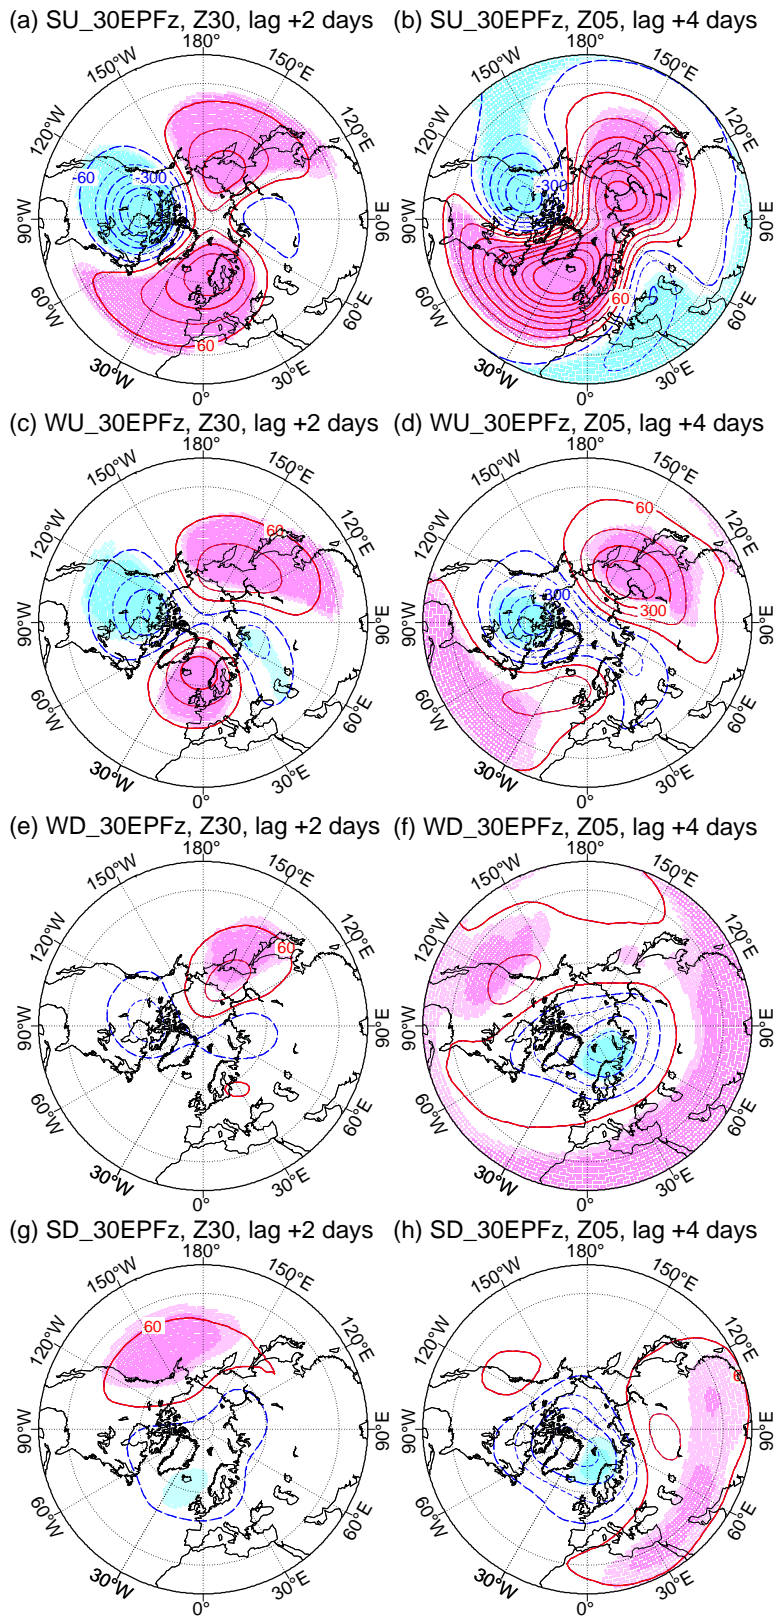 (a) SU_30EPFz, Z30, lag +2 days
(b) SU_30EPFz, Z05, lag +4 days
180°
150°W
150°E
120°W
120°E
90°W
90°E
60°W
60°E
30°W
30°E
0°
-60
-300
60
180°
150°W
150°E
120°W
120°E
90°W
90°E
60°W
60°E
30°W
30°E
0°
-300
60
(c) WU_30EPFz, Z30, lag +2 days
(d) WU_30EPFz, Z05, lag +4 days
180°
150°W
150°E
120°W
120°E
90°W
90°E
60°W
60°E
30°W
30°E
0°
60
180°
150°W
150°E
120°W
120°E
90°W
90°E
60°W
60°E
30°W
30°E
0°
60
-300
300
(e) WD_30EPFz, Z30, lag +2 days
(f) WD_30EPFz, Z05, lag +4 days
180°
150°W
150°E
120°W
120°E
90°W
90°E
60°W
60°E
30°W
30°E
0°
60
180°
150°W
150°E
120°W
120°E
90°W
90°E
60°W
60°E
30°W
30°E
0°
(g) SD_30EPFz, Z30, lag +2 days
(h) SD_30EPFz, Z05, lag +4 days
180°
150°W
150°E
120°W
120°E
90°W
90°E
60°W
60°E
30°W
30°E
0°
60
180°
150°W
150°E
120°W
120°E
90°W
90°E
60°W
60°E
30°W
30°E
0°